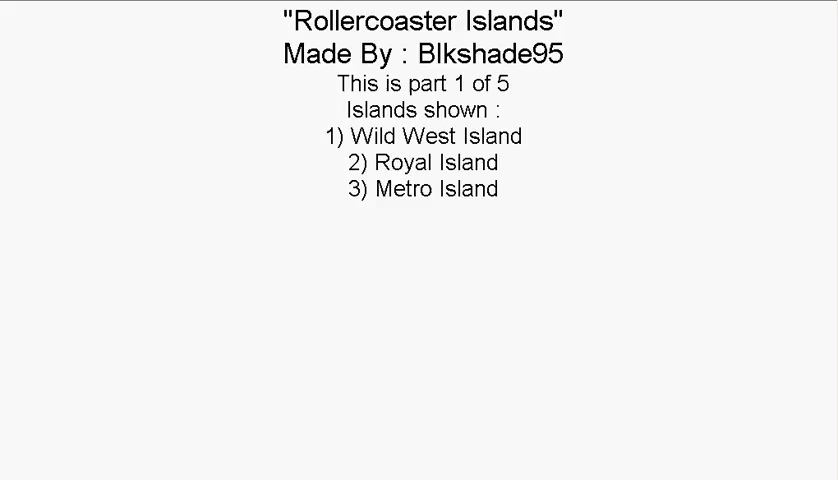 "Rollercoaster Islands"
Made By : Blkshade95
This is part 1 of 5
Islands shown :
1) Wild West Island
2) Royal Island
3) Metro Island